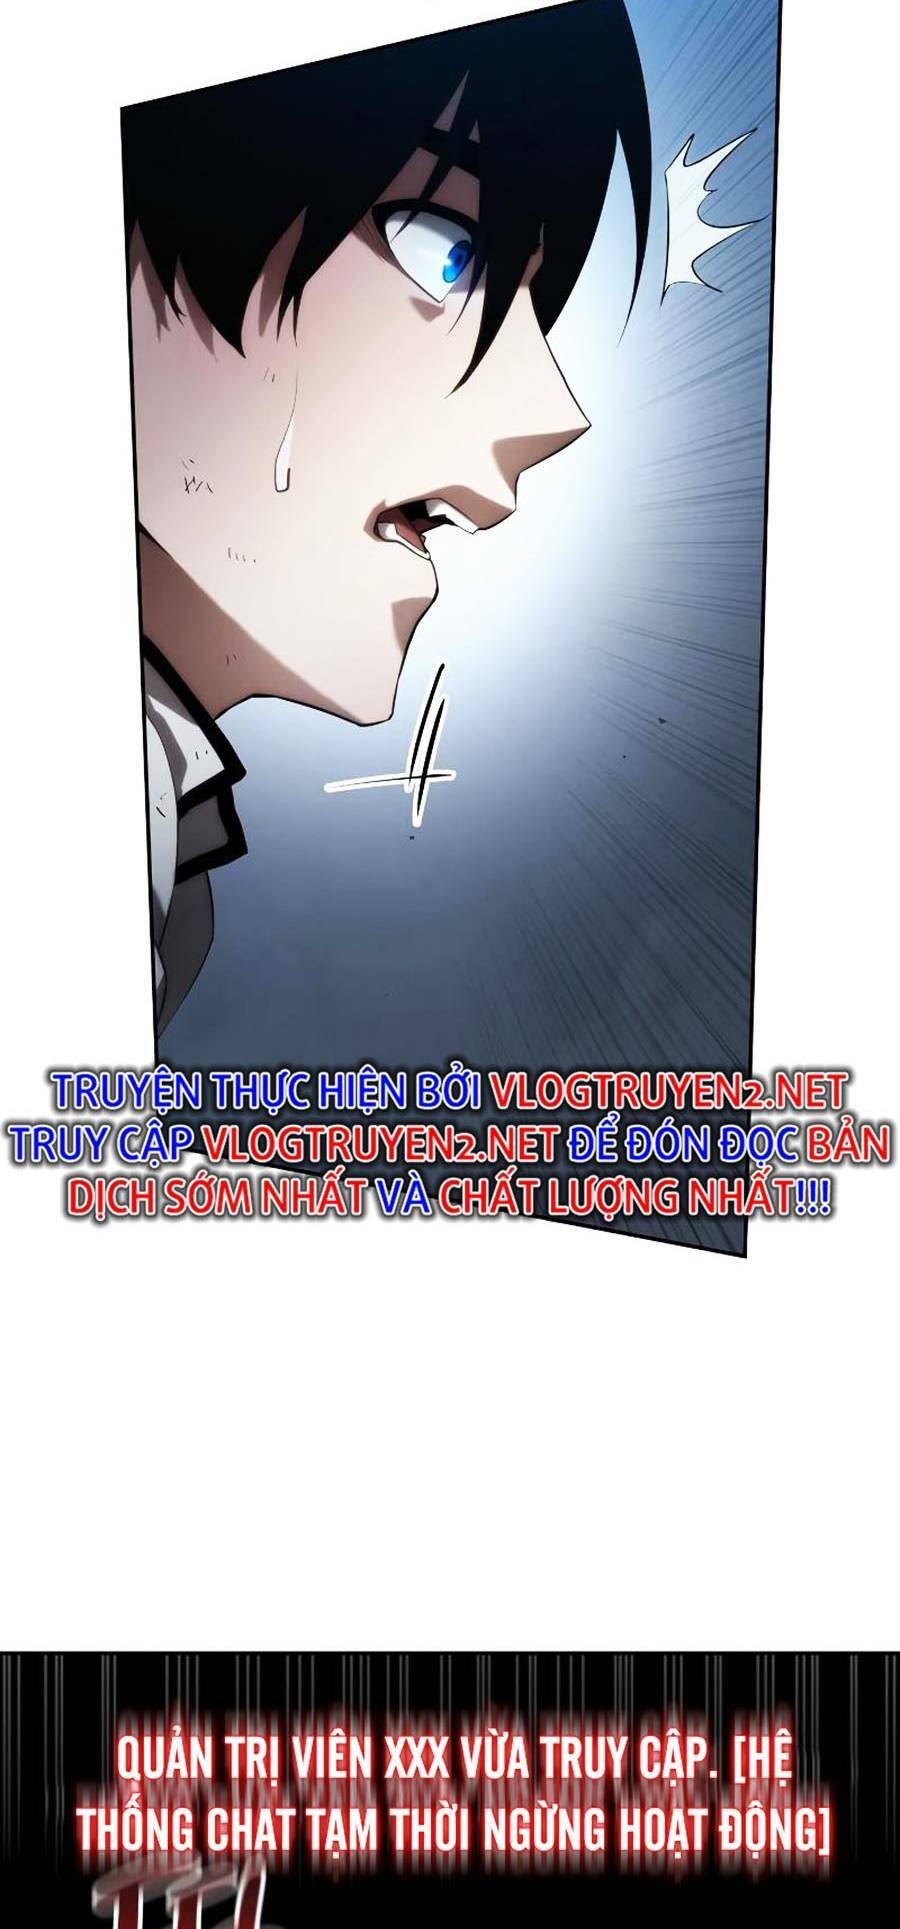 TRUYỆN THỰC HIỆN BỞI VLOGTRUYEN2.NET
TRUY CẬP VLOGTRUYEN2.NET ĐỂ ĐÓN ĐỌC BẢN
DỊCH SỚM NHẤT VÀ CHẤT LƯỢNG NHẤT!!!
QUẢN TRỊ VIÊN XXX VỪA TRUY CẬP. [HỆ
THỐNG CHAT TẠM THỜI NGỪNG HOẠT ĐỘNG]